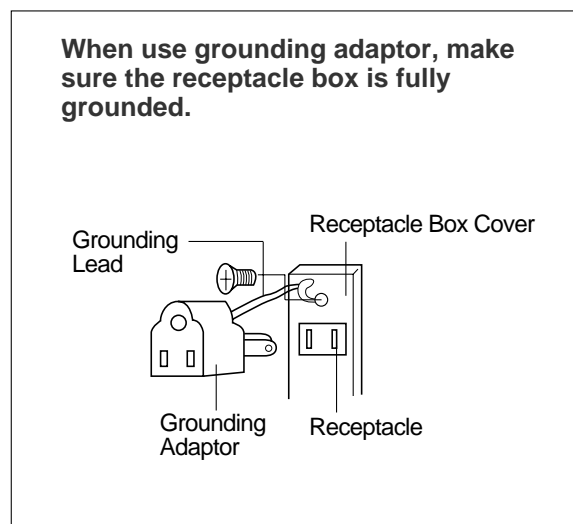 When use grounding adaptor, make
sure the receptacle box is fully
grounded.
Receptacle Box Cover
Grounding
Lead
Grounding
Adaptor
Receptacle